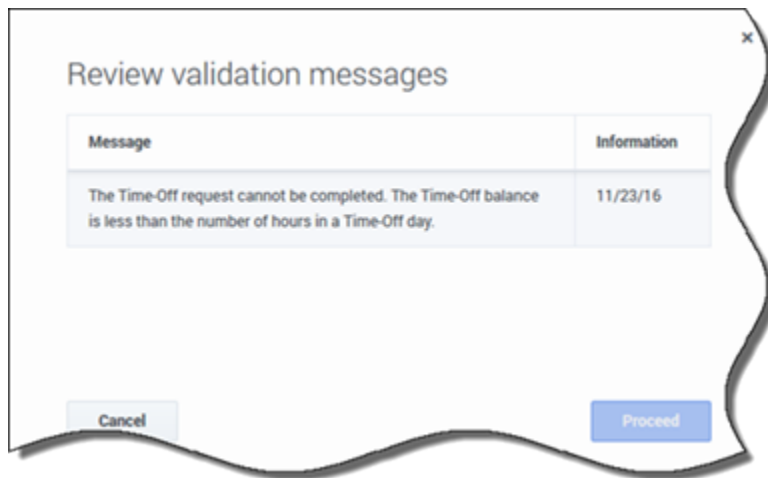 ×
Review validation messages
Message
Information
The Time-Off request cannot be completed. The Time-Off balance
is less than the number of hours in a Time-Off day.
11/23/16
Cancel
Proceed